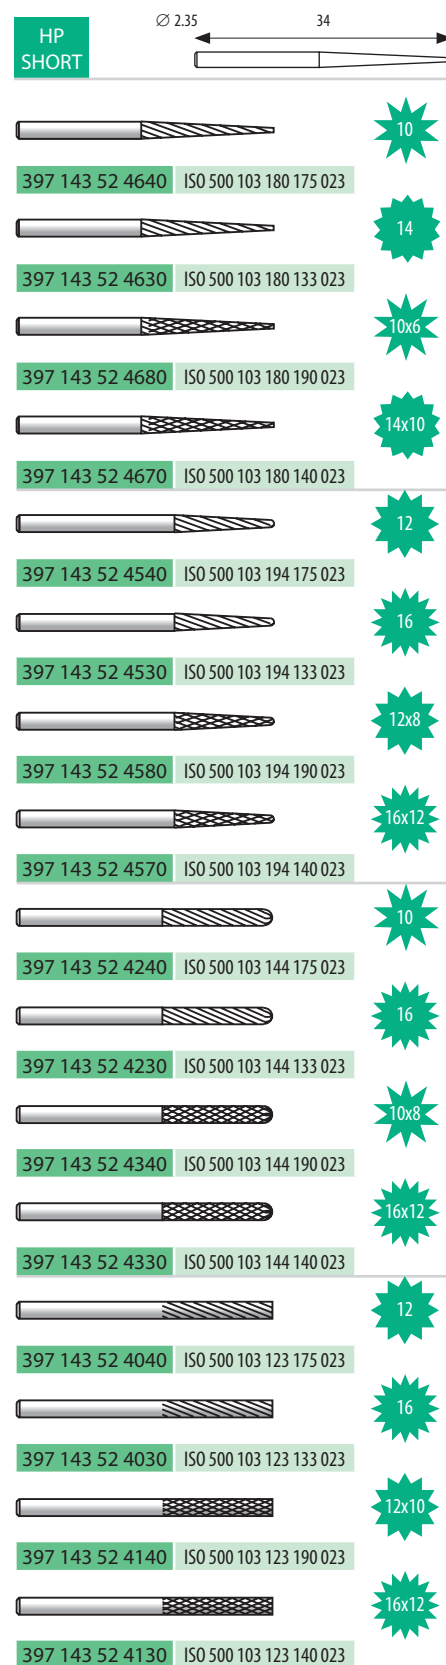 HP
SHORT
∅ 2.35
34
10
397 143 52 4640 ISO 500 103 180 175 023
14
397 143 52 4630 ISO 500 103 180 133 023
10x6
397 143 52 4680 ISO 500 103 180 190 023
14x10
397 143 52 4670 ISO 500 103 180 140 023
12
397 143 52 4540 ISO 500 103 194 175 023
16
397 143 52 4530 ISO 500 103 194 133 023
12x8
397 143 52 4580 ISO 500 103 194 190 023
16x12
397 143 52 4570 ISO 500 103 194 140 023
10
397 143 52 4240 ISO 500 103 144 175 023
16
397 143 52 4230 ISO 500 103 144 133 023
10x8
397 143 52 4340 ISO 500 103 144 190 023
16x12
397 143 52 4330 ISO 500 103 144 140 023
12
397 143 52 4040 ISO 500 103 123 175 023
16
397 143 52 4030 ISO 500 103 123 133 023
12x10
397 143 52 4140 ISO 500 103 123 190 023
16x12
397 143 52 4130 ISO 500 103 123 140 023